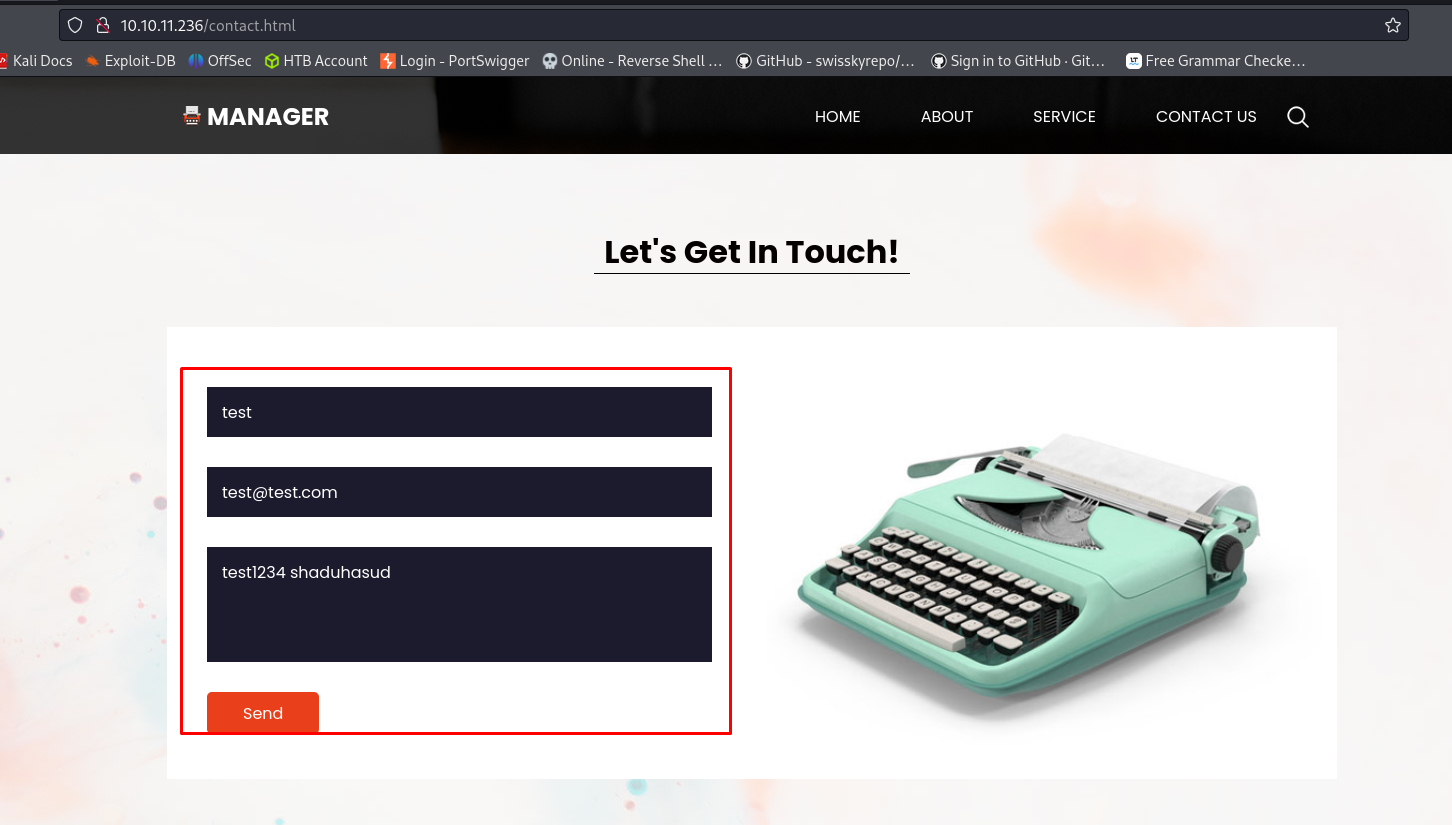 10.10.11.236/contact.html
Kali Docs Exploit-DB OffSec HTB Account Login - PortSwigger Online - Reverse Shell … GitHub - swisskyrepo/… Sign in to GitHub · Git… LT Free Grammar Checke…
MANAGER HOME ABOUT SERVICE CONTACT US
Let's Get In Touch!
test
test@test.com
test1234 shaduhasud
Send